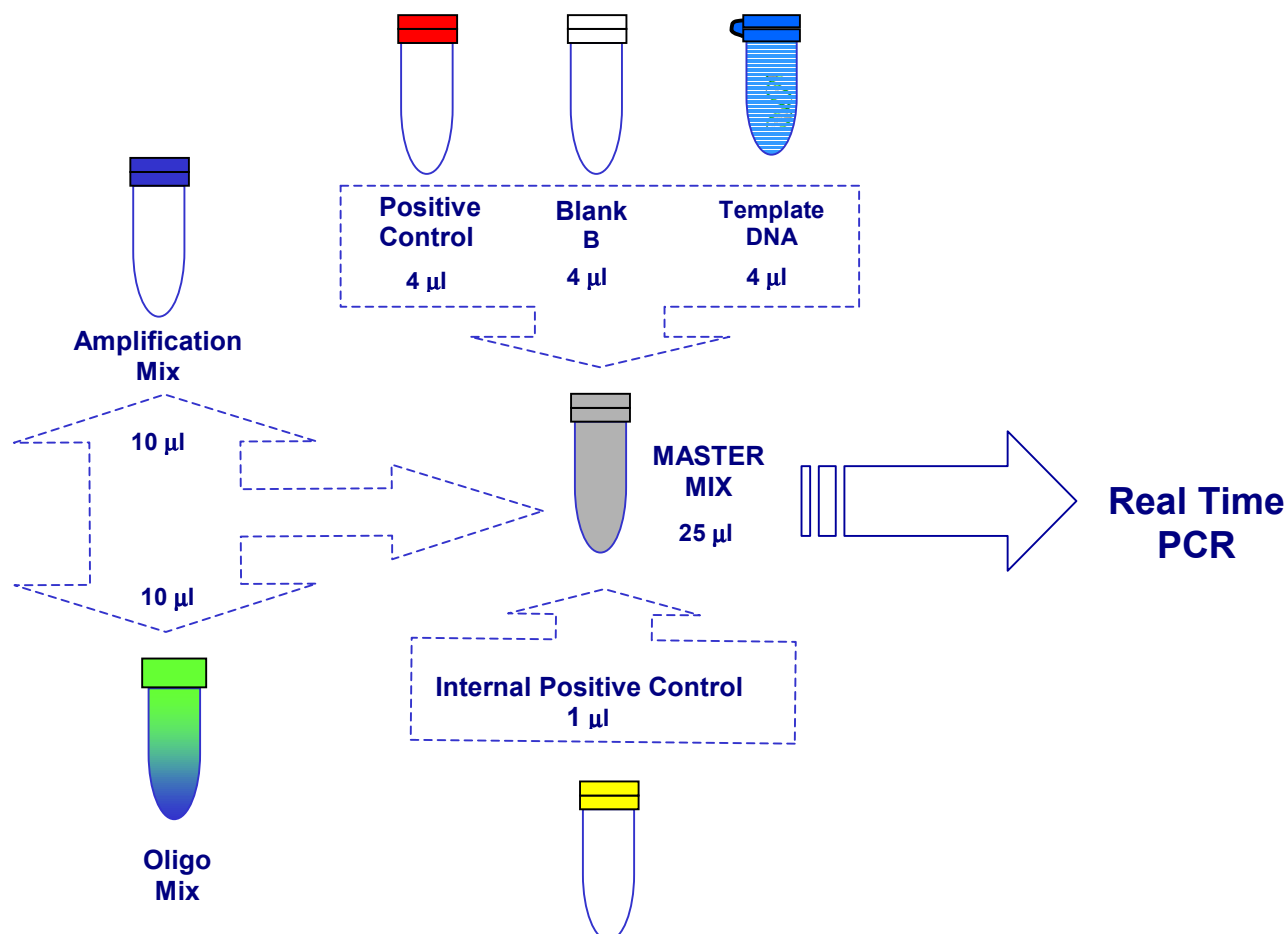 Positive
Control
4 µl
Blank
B
4 µl
Template
DNA
4 µl
Amplification
Mix
10 µl
10 µl
Oligo
Mix
MASTER
MIX
25 µl
Internal Positive Control
1 µl
Real Time
PCR